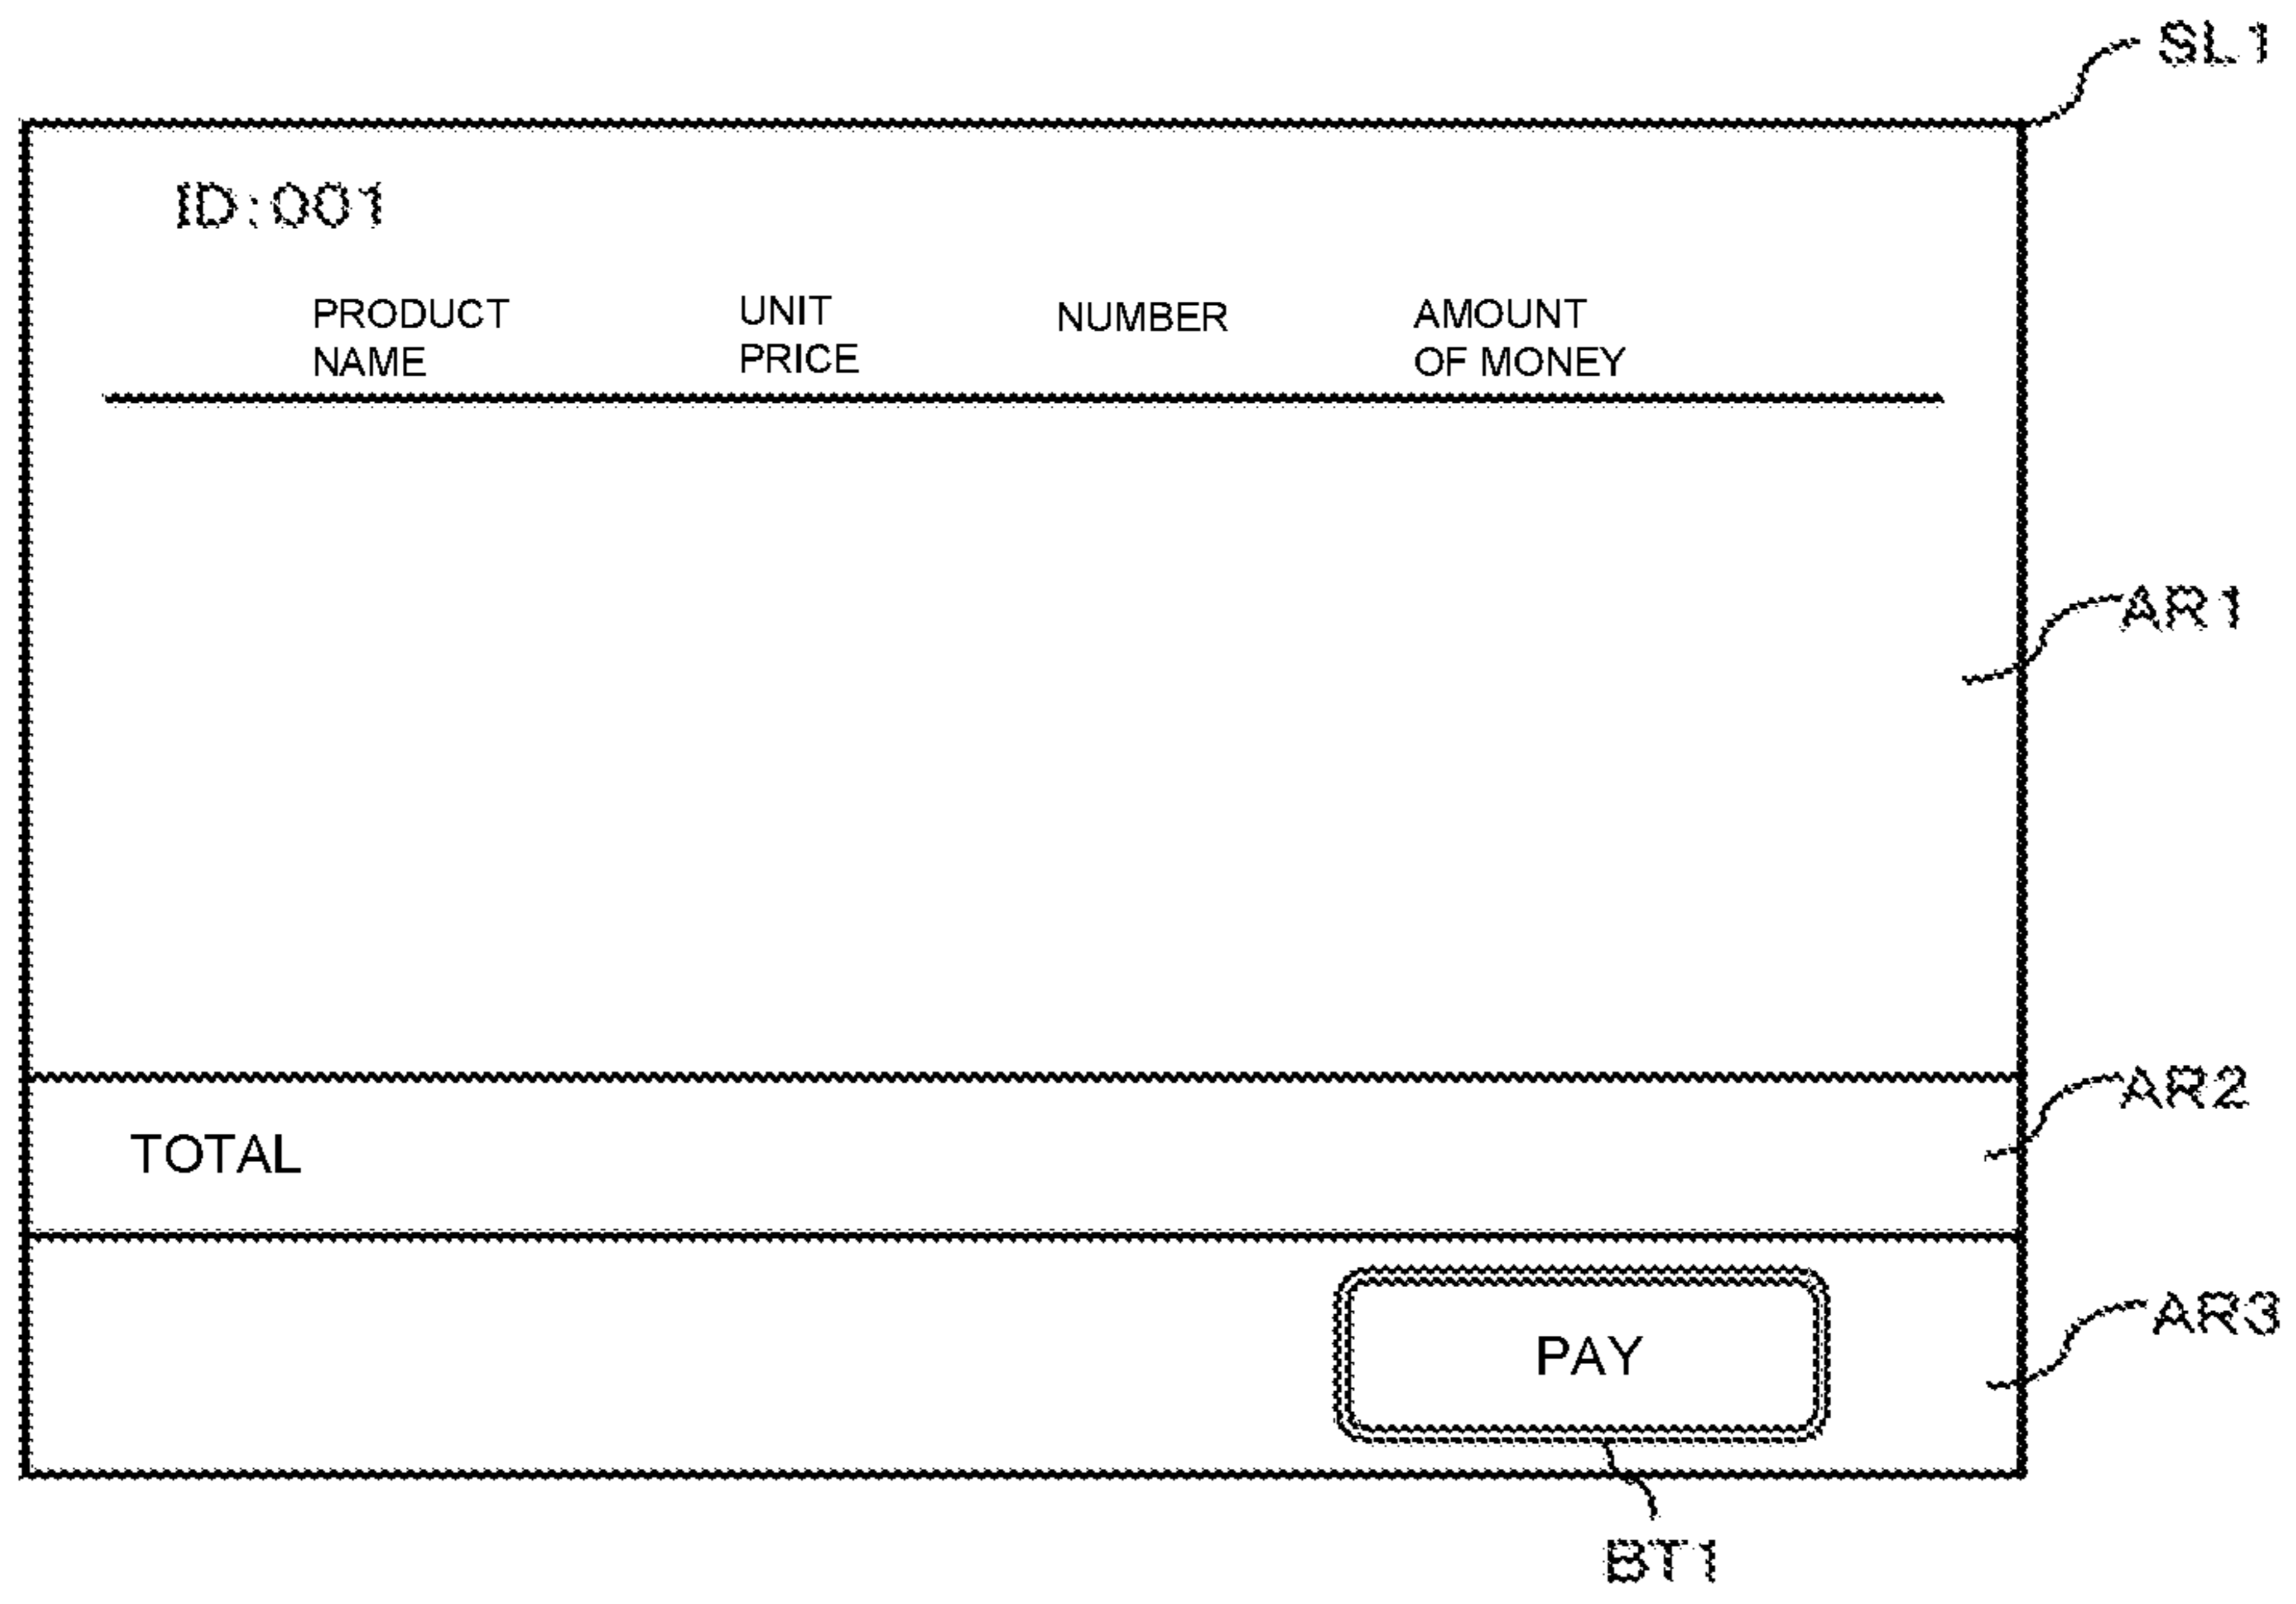 SL1
ID:001
PRODUCT NAME
UNIT PRICE
NUMBER
AMOUNT OF MONEY
AR1
AR2
TOTAL
AR3
PAY
BT1